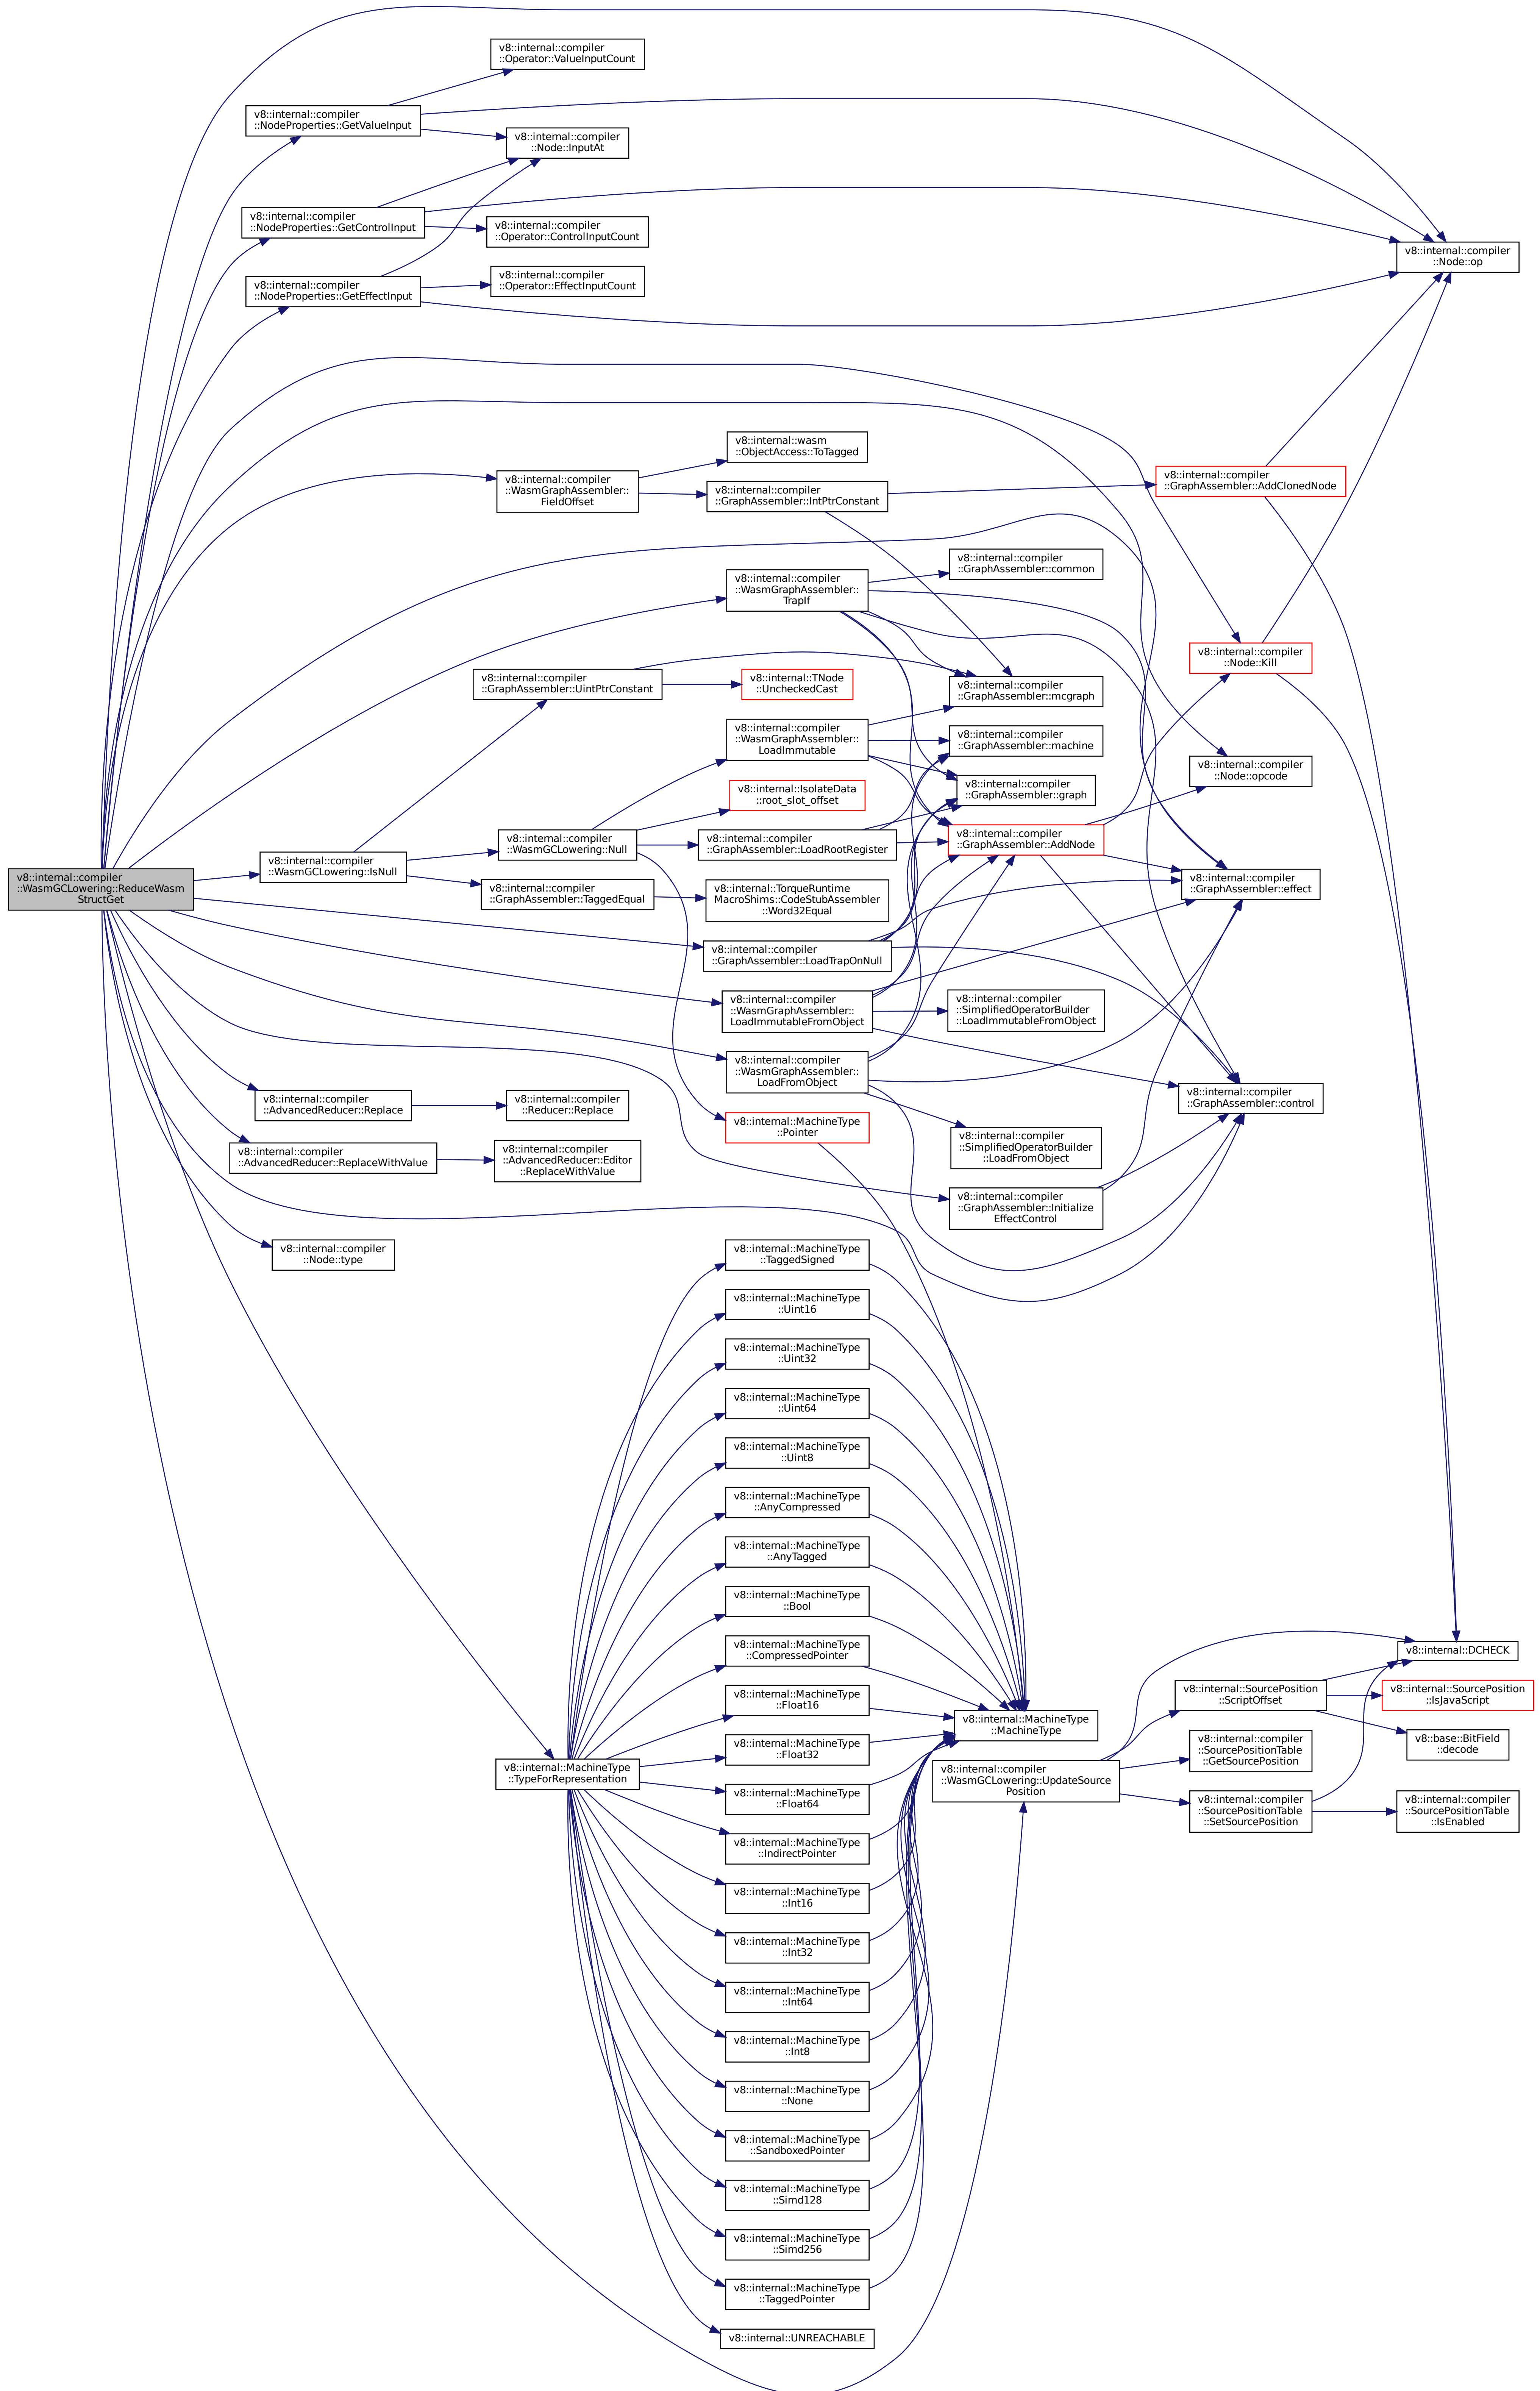 v8::internal::compiler
::Operator::ValueInputCount
v8::internal::compiler
::NodeProperties::GetValueInput
v8::internal::compiler
::Node::InputAt
v8::internal::compiler
::NodeProperties::GetControlInput
v8::internal::compiler
::Operator::ControlInputCount
v8::internal::compiler
::Node::op
v8::internal::compiler
::NodeProperties::GetEffectInput
v8::internal::compiler
::Operator::EffectInputCount
v8::internal::wasm
::ObjectAccess::ToTagged
v8::internal::compiler
::WasmGraphAssembler::
FieldOffset
v8::internal::compiler
::GraphAssembler::IntPtrConstant
v8::internal::compiler
::GraphAssembler::AddClonedNode
v8::internal::compiler
::GraphAssembler::common
v8::internal::compiler
::WasmGraphAssembler::
TrapIf
v8::internal::compiler
::Node::Kill
v8::internal::compiler
::GraphAssembler::UintPtrConstant
v8::internal::TNode
::UncheckedCast
v8::internal::compiler
::GraphAssembler::mcgraph
v8::internal::compiler
::WasmGraphAssembler::
LoadImmutable
v8::internal::compiler
::GraphAssembler::machine
v8::internal::compiler
::Node::opcode
v8::internal::IsolateData
::root_slot_offset
v8::internal::compiler
::GraphAssembler::graph
v8::internal::compiler
::WasmGCLowering::Null
v8::internal::compiler
::GraphAssembler::LoadRootRegister
v8::internal::compiler
::GraphAssembler::AddNode
v8::internal::compiler
::WasmGCLowering::IsNull
v8::internal::compiler
::WasmGCLowering::ReduceWasm
StructGet
v8::internal::compiler
::GraphAssembler::TaggedEqual
v8::internal::TorqueRuntime
MacroShims::CodeStubAssembler
::Word32Equal
v8::internal::compiler
::GraphAssembler::effect
v8::internal::compiler
::GraphAssembler::LoadTrapOnNull
v8::internal::compiler
::WasmGraphAssembler::
LoadImmutableFromObject
v8::internal::compiler
::SimplifiedOperatorBuilder
::LoadImmutableFromObject
v8::internal::compiler
::WasmGraphAssembler::
LoadFromObject
v8::internal::compiler
::GraphAssembler::control
v8::internal::compiler
::AdvancedReducer::Replace
v8::internal::compiler
::Reducer::Replace
v8::internal::MachineType
::Pointer
v8::internal::compiler
::SimplifiedOperatorBuilder
::LoadFromObject
v8::internal::compiler
::AdvancedReducer::ReplaceWithValue
v8::internal::compiler
::AdvancedReducer::Editor
::ReplaceWithValue
v8::internal::compiler
::GraphAssembler::Initialize
EffectControl
v8::internal::compiler
::Node::type
v8::internal::MachineType
::TaggedSigned
v8::internal::MachineType
::Uint16
v8::internal::MachineType
::Uint32
v8::internal::MachineType
::Uint64
v8::internal::MachineType
::Uint8
v8::internal::MachineType
::AnyCompressed
v8::internal::MachineType
::AnyTagged
v8::internal::MachineType
::Bool
v8::internal::MachineType
::CompressedPointer
v8::internal::DCHECK
v8::internal::MachineType
::Float16
v8::internal::SourcePosition
::ScriptOffset
v8::internal::SourcePosition
::IsJavaScript
v8::internal::MachineType
::MachineType
v8::internal::MachineType
::Float32
v8::internal::compiler
::SourcePositionTable
::GetSourcePosition
v8::base::BitField
::decode
v8::internal::MachineType
::TypeForRepresentation
v8::internal::compiler
::WasmGCLowering::UpdateSource
Position
v8::internal::MachineType
::Float64
v8::internal::compiler
::SourcePositionTable
::SetSourcePosition
v8::internal::compiler
::SourcePositionTable
::IsEnabled
v8::internal::MachineType
::IndirectPointer
v8::internal::MachineType
::Int16
v8::internal::MachineType
::Int32
v8::internal::MachineType
::Int64
v8::internal::MachineType
::Int8
v8::internal::MachineType
::None
v8::internal::MachineType
::SandboxedPointer
v8::internal::MachineType
::Simd128
v8::internal::MachineType
::Simd256
v8::internal::MachineType
::TaggedPointer
v8::internal::UNREACHABLE